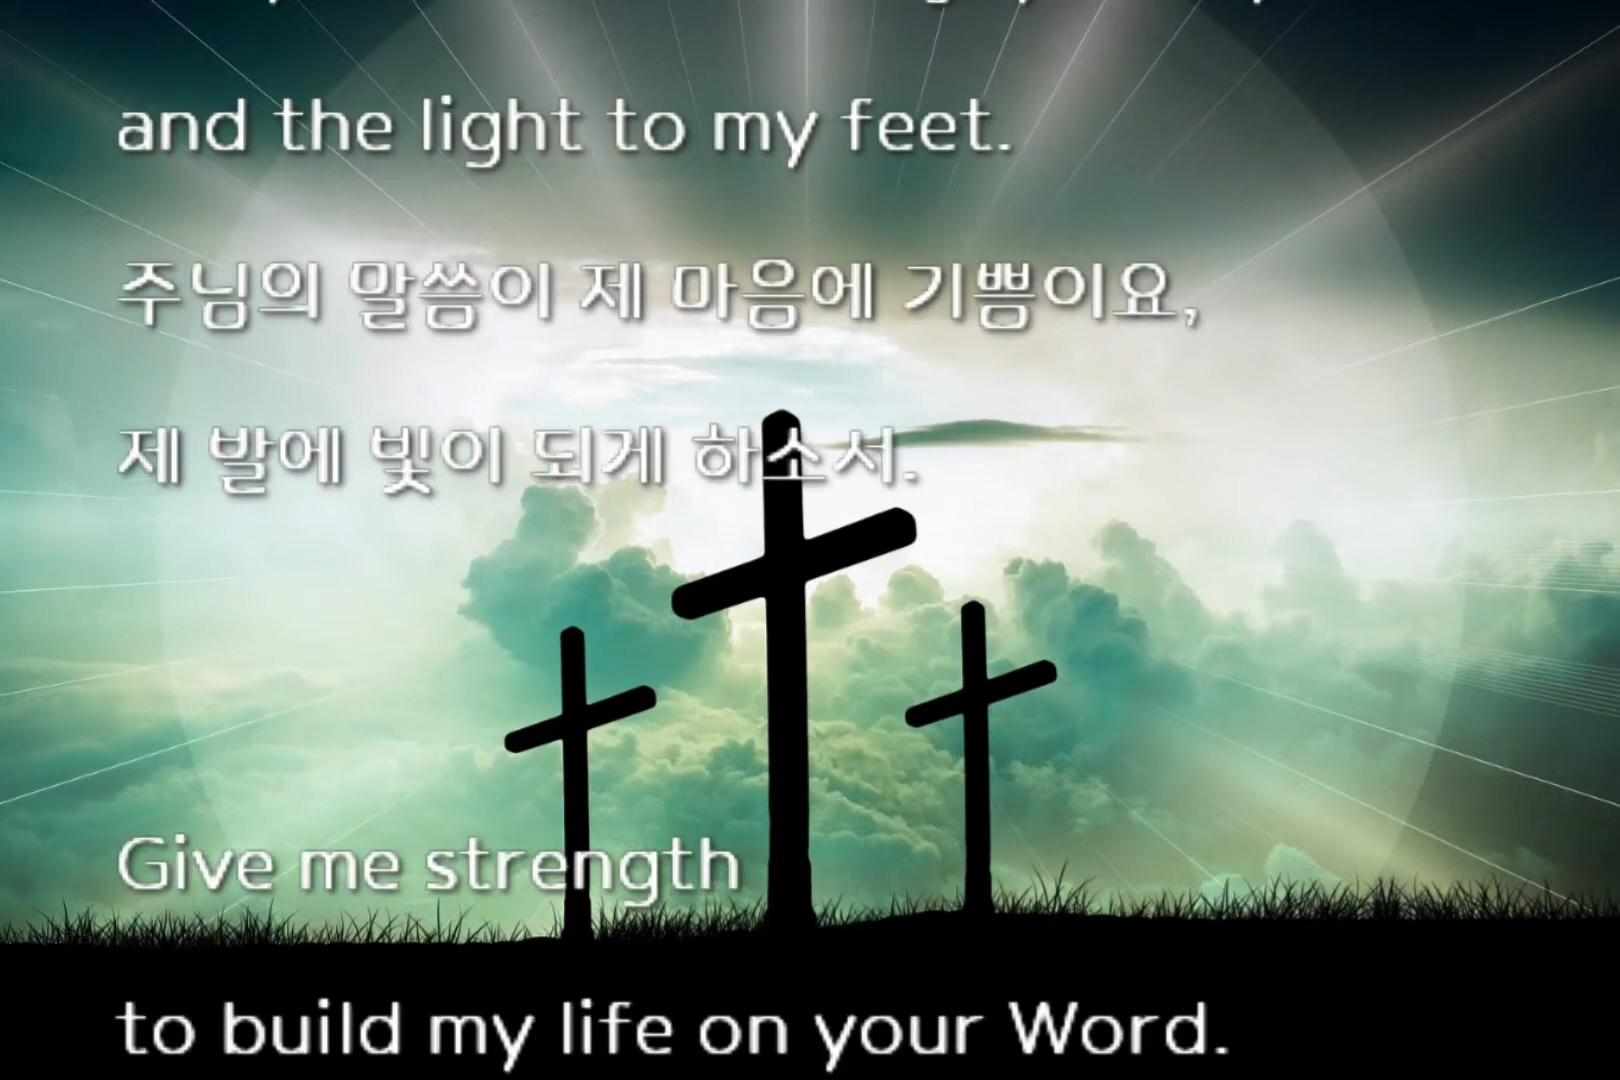 and the light to my feet.
주님의 말씀이 제 마음에 기쁨이요,
제 발에 빛이 되게 하소서.
Give me strength
to build my life on your Word.